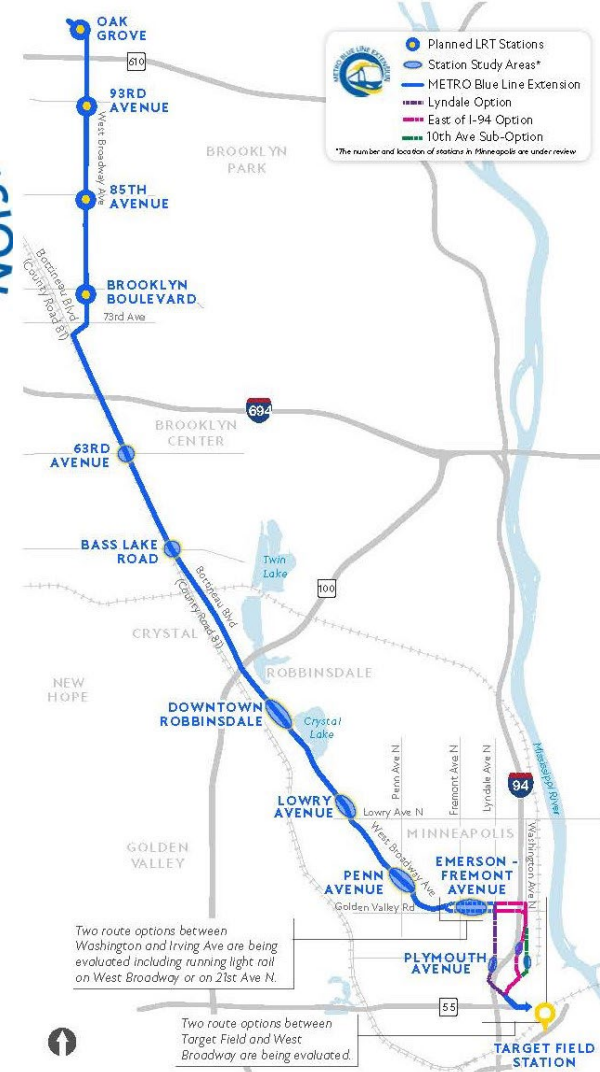 OAK
GROVE
610
93RD
AVENUE
West Broadway Ave
BROOKLYN
PARK
85TH
AVENUE
BROOKLYN
BOULEVARD
73rd Ave
Bottineau Blvd
(County Road 81)
METRO BLUE LINE EXTENSION
Planned LRT Stations
Station Study Areas*
METRO Blue Line Extension
Lyndale Option
East of I-94 Option
10th Ave Sub-Option
*The number and location of stations in Minneapolis are under review
694
BROOKLYN
CENTER
63RD
AVENUE
BASS LAKE
ROAD
Twin
Lake
100
Bottineau Blvd
(County Road 81)
CRYSTAL
NEW
HOPE
ROBBINSDALE
DOWNTOWN
ROBBINSDALE
Crystal
Lake
Penn Ave N
Fremont Ave N
Lyndale Ave N
94
Mississippi River
LOWRY
AVENUE
Lowry Ave N
MINNEAPOLIS
Washington Ave N
GOLDEN
VALLEY
West Broadway Ave
PENN
AVENUE
EMERSON -
FREMONT
AVENUE
Golden Valley Rd
Two route options between
Washington and Irving Ave are being
evaluated including running light rail
on West Broadway or on 21st Ave N.
PLYMOUTH
AVENUE
55
Two route options between
Target Field and West
Broadway are being evaluated.
TARGET FIELD
STATION